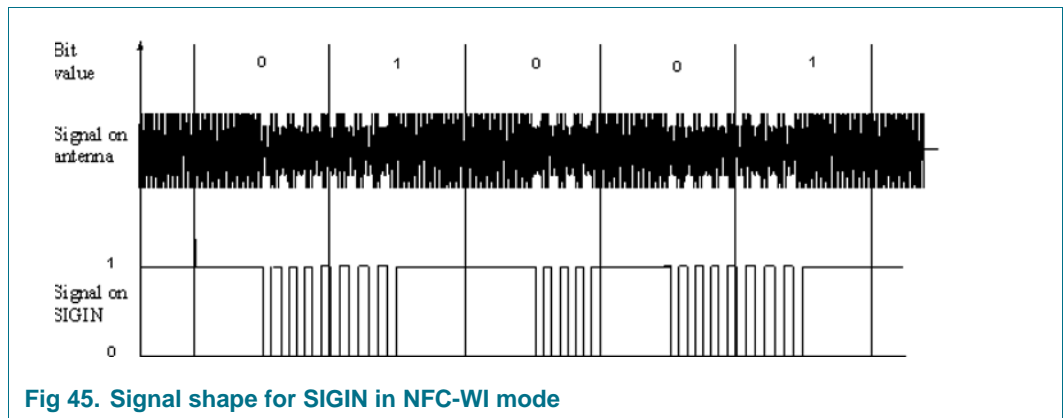 Bit
value
0 1 0 0 1
Signal on
antenna
1
Signal on
SIGIN
0
Fig 45. Signal shape for SIGIN in NFC-WI mode